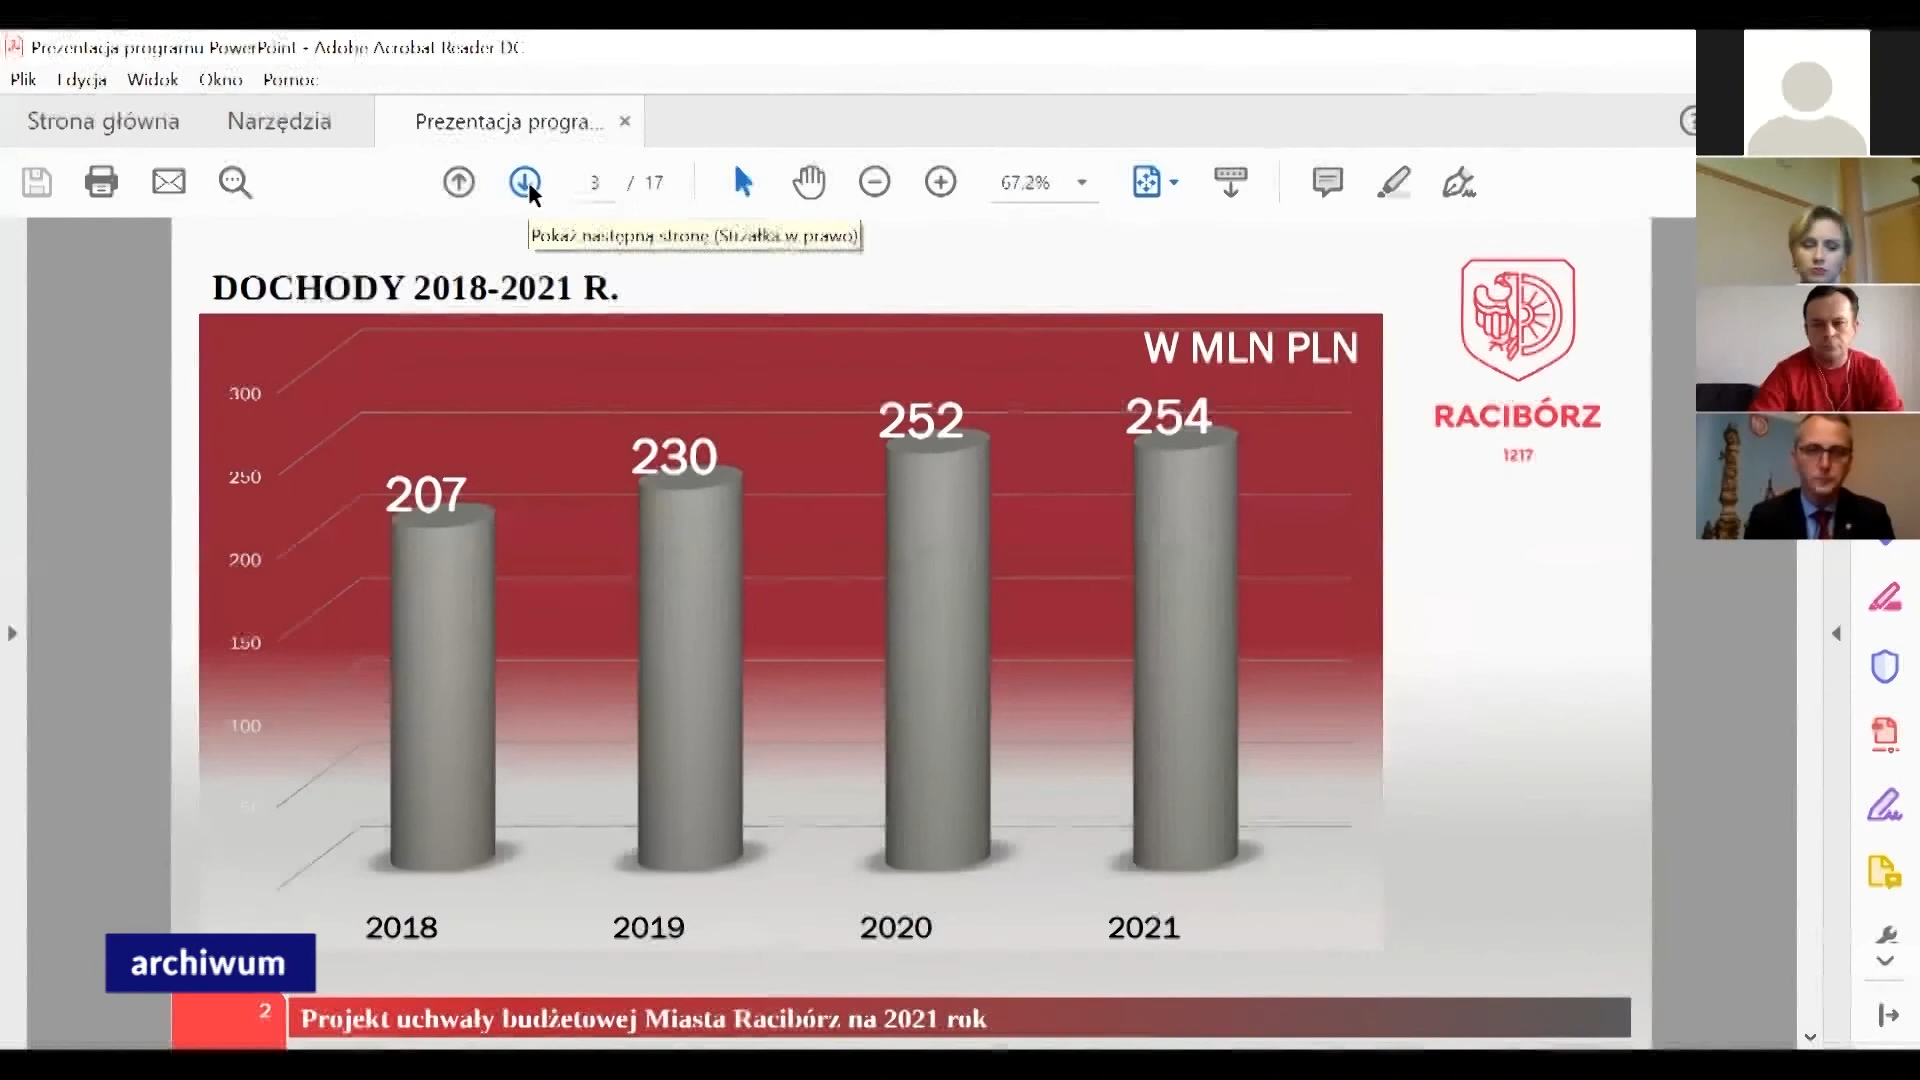 Prezentacja programu PowerPoint - Adobe Acrobat Reader DC
Plik Edycja Widok Okno Pomoc
Strona główna Narzędzia Prezentacja progra... ×
3 / 17 67,2%
Pokaż następną stronę (Strzałka w prawo)
DOCHODY 2018-2021 R.
W MLN PLN
300
250
200
150
100
50
207
230
252
254
2018 2019 2020 2021
RACIBÓRZ
1217
archiwum
2
Projekt uchwały budżetowej Miasta Racibórz na 2021 rok